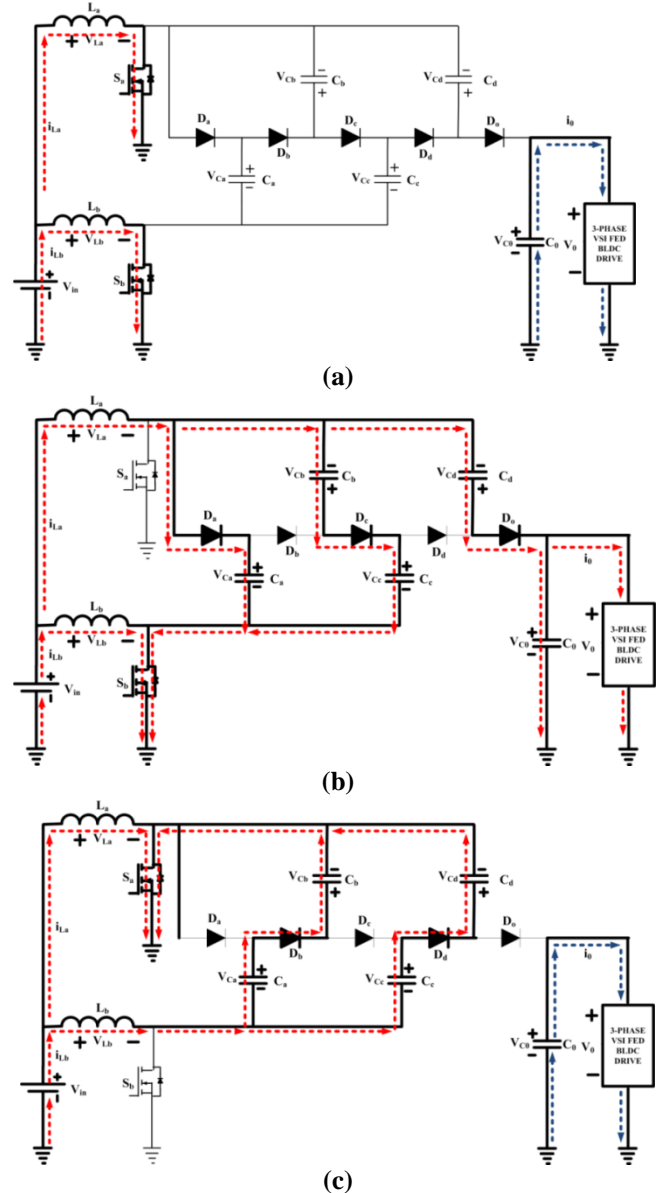 La
VLa
Sa
iLa
VCb
Cb
VCd
Cd
Da
Db
Dc
Dd
Do
i0
VCa
Ca
VCc
Cc
Lb
VLb
iLb
Sb
Vin
VC0
C0
V0
3-PHASE
VSI FED
BLDC
DRIVE
(a)
La
VLa
Sa
iLa
VCb
Cb
VCd
Cd
Da
Db
Dc
Dd
Do
i0
VCa
Ca
VCc
Cc
Lb
VLb
iLb
Sb
Vin
VC0
C0
V0
3-PHASE
VSI FED
BLDC
DRIVE
(b)
La
VLa
Sa
iLa
VCb
Cb
VCd
Cd
Da
Db
Dc
Dd
Do
i0
VCa
Ca
VCc
Cc
Lb
VLb
iLb
Sb
Vin
VC0
C0
V0
3-PHASE
VSI FED
BLDC
DRIVE
(c)